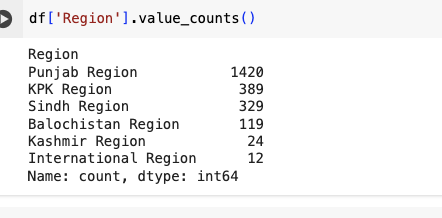 df['Region'].value_counts()
Region
Punjab Region 1420
KPK Region 389
Sindh Region 329
Balochistan Region 119
Kashmir Region 24
International Region 12
Name: count, dtype: int64